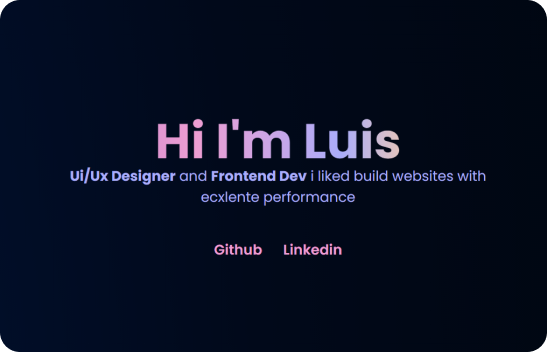 Hi I'm Luis
Ui/Ux Designer and Frontend Dev i liked build websites with
ecxlente performance
Github Linkedin